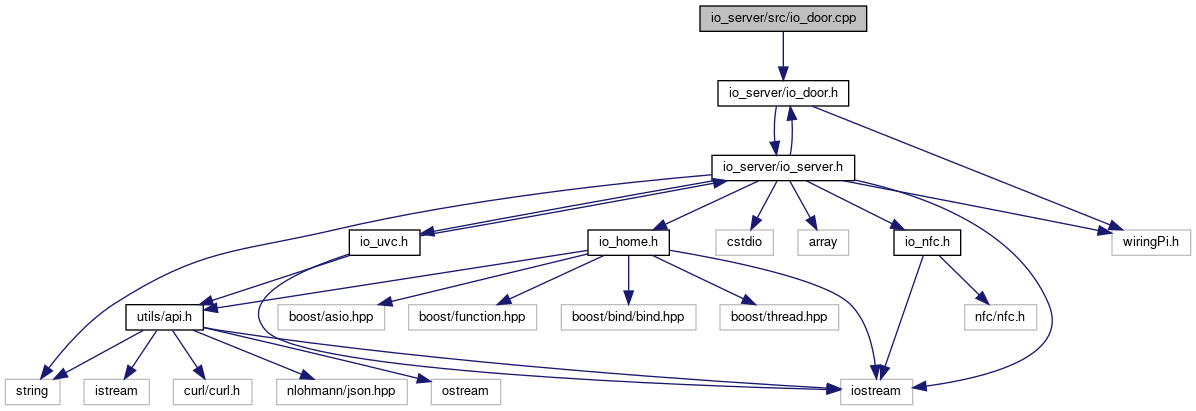 io_server/src/io_door.cpp
io_server/io_door.h
io_server/io_server.h
io_uvc.h
io_home.h
cstdio
array
io_nfc.h
wiringPi.h
utils/api.h
boost/asio.hpp
boost/function.hpp
boost/bind/bind.hpp
boost/thread.hpp
nfc/nfc.h
string
istream
curl/curl.h
nlohmann/json.hpp
ostream
iostream